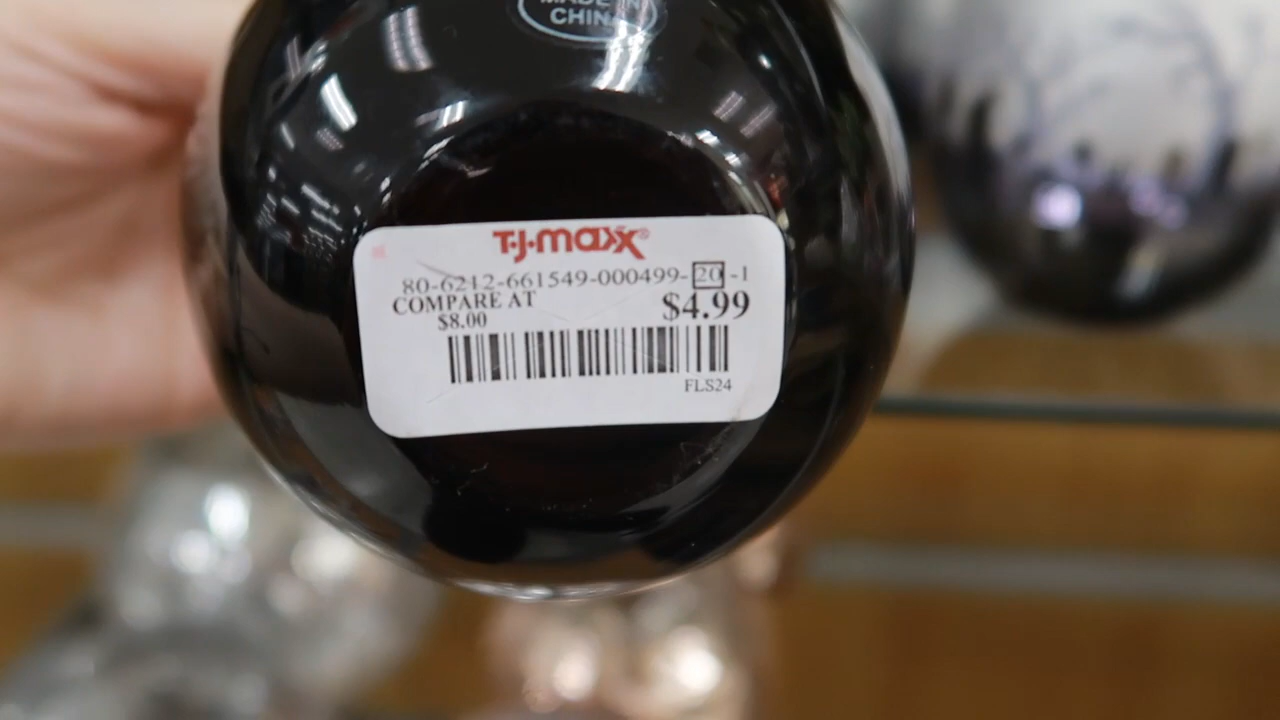 MADE IN
CHINA
T·J·maxx®
80-6212-661549-000499-20-1
COMPARE AT
$8.00
$4.99
FLS24